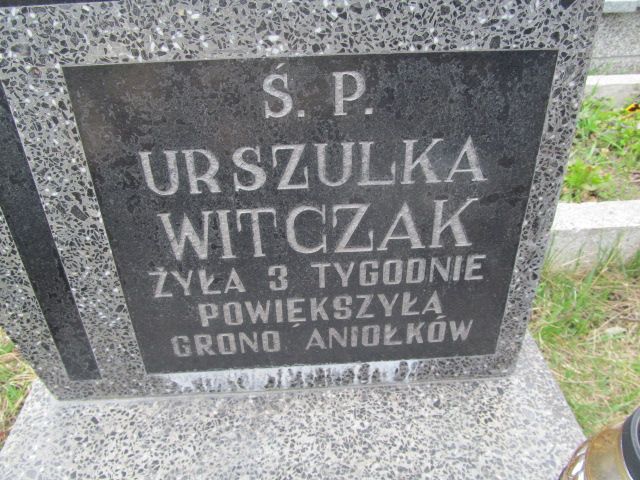 Ś. P.
URSZULKA
WITCZAK
ŻYŁA 3 TYGODNIE
POWIĘKSZYŁA
GRONO ANIOŁKÓW